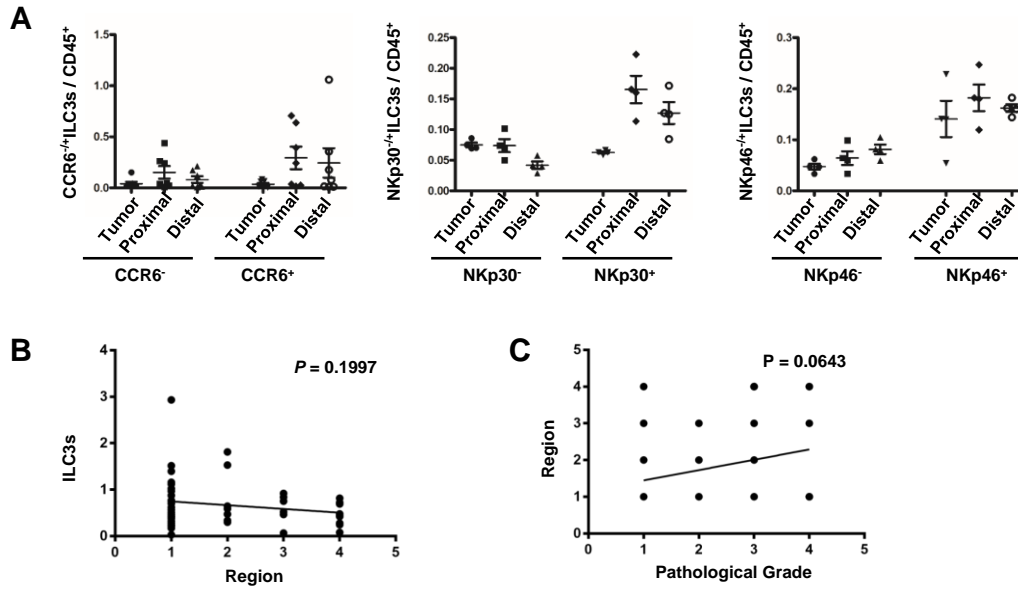 A
CCR6-/+ILC3s / CD45+
1.5
1.0
0.5
0.0
Tumor
Proximal
Distal
Tumor
Proximal
Distal
CCR6-
CCR6+
NKp30-/+ILC3s / CD45+
0.25
0.20
0.15
0.10
0.05
0.00
Tumor
Proximal
Distal
Tumor
Proximal
Distal
NKp30-
NKp30+
NKp46-/+ILC3s / CD45+
0.3
0.2
0.1
0.0
Tumor
Proximal
Distal
Tumor
Proximal
Distal
NKp46-
NKp46+
B
ILC3s
4
3
2
1
0
P = 0.1997
0 1 2 3 4 5
Region
C
Region
5
4
3
2
1
0
P = 0.0643
0 1 2 3 4 5
Pathological Grade